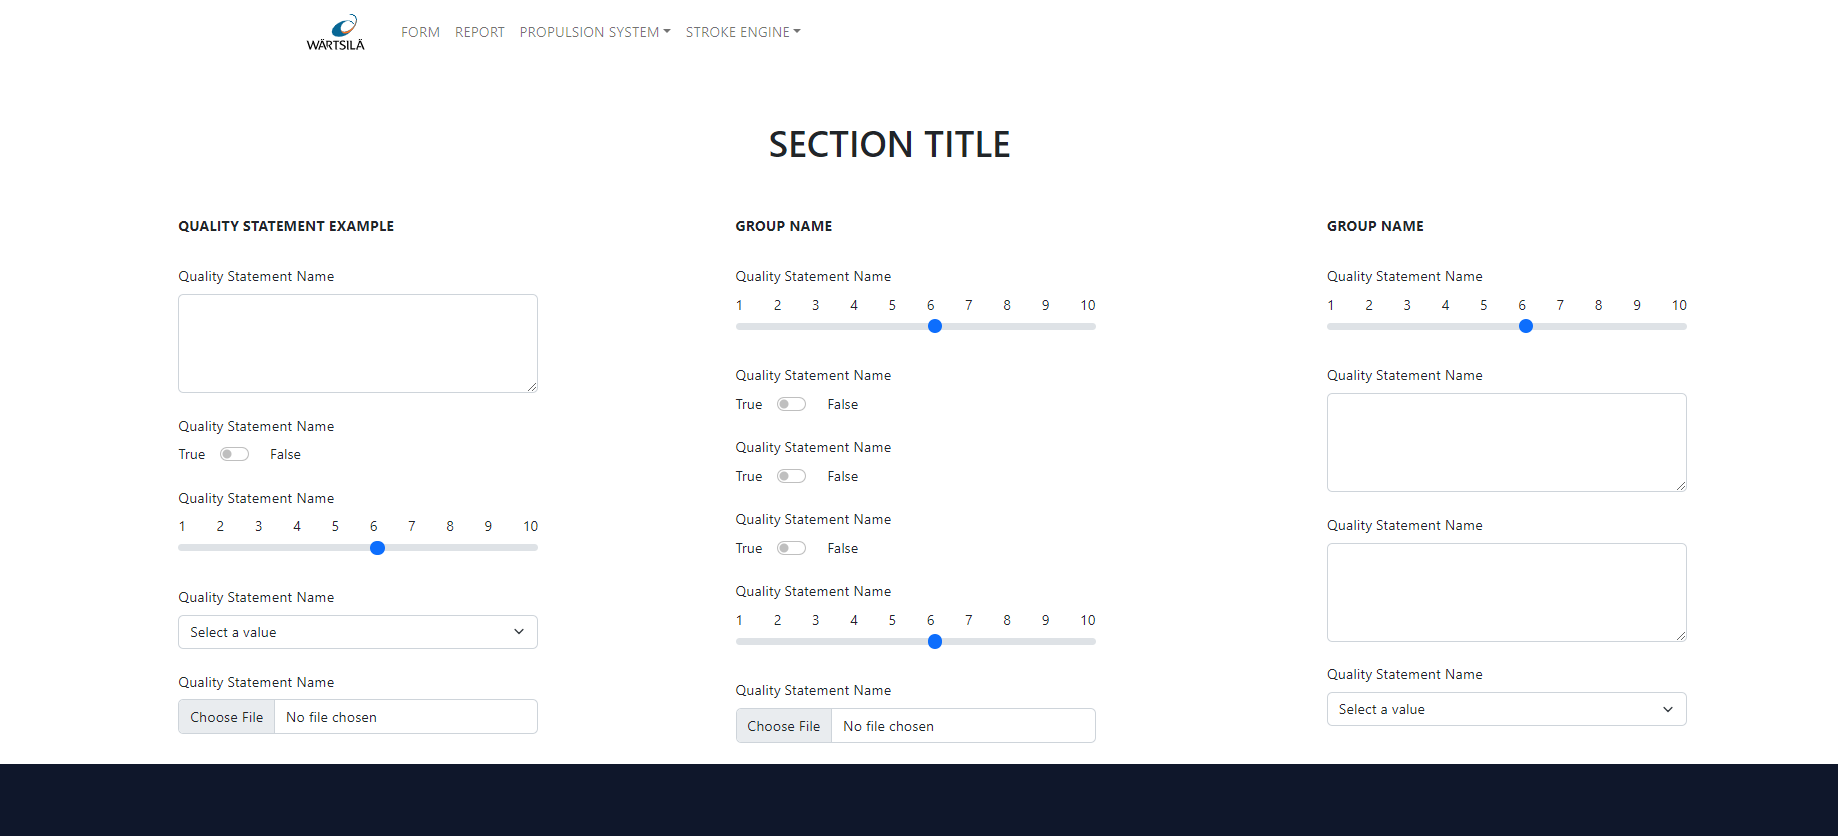 WÄRTSILÄ
FORM REPORT PROPULSION SYSTEM STROKE ENGINE
SECTION TITLE
QUALITY STATEMENT EXAMPLE
Quality Statement Name
Quality Statement Name
True False
Quality Statement Name
1 2 3 4 5 6 7 8 9 10
Quality Statement Name
Select a value
Quality Statement Name
Choose File No file chosen
GROUP NAME
Quality Statement Name
1 2 3 4 5 6 7 8 9 10
Quality Statement Name
True False
Quality Statement Name
True False
Quality Statement Name
True False
Quality Statement Name
1 2 3 4 5 6 7 8 9 10
Quality Statement Name
Choose File No file chosen
GROUP NAME
Quality Statement Name
1 2 3 4 5 6 7 8 9 10
Quality Statement Name
Quality Statement Name
Quality Statement Name
Select a value